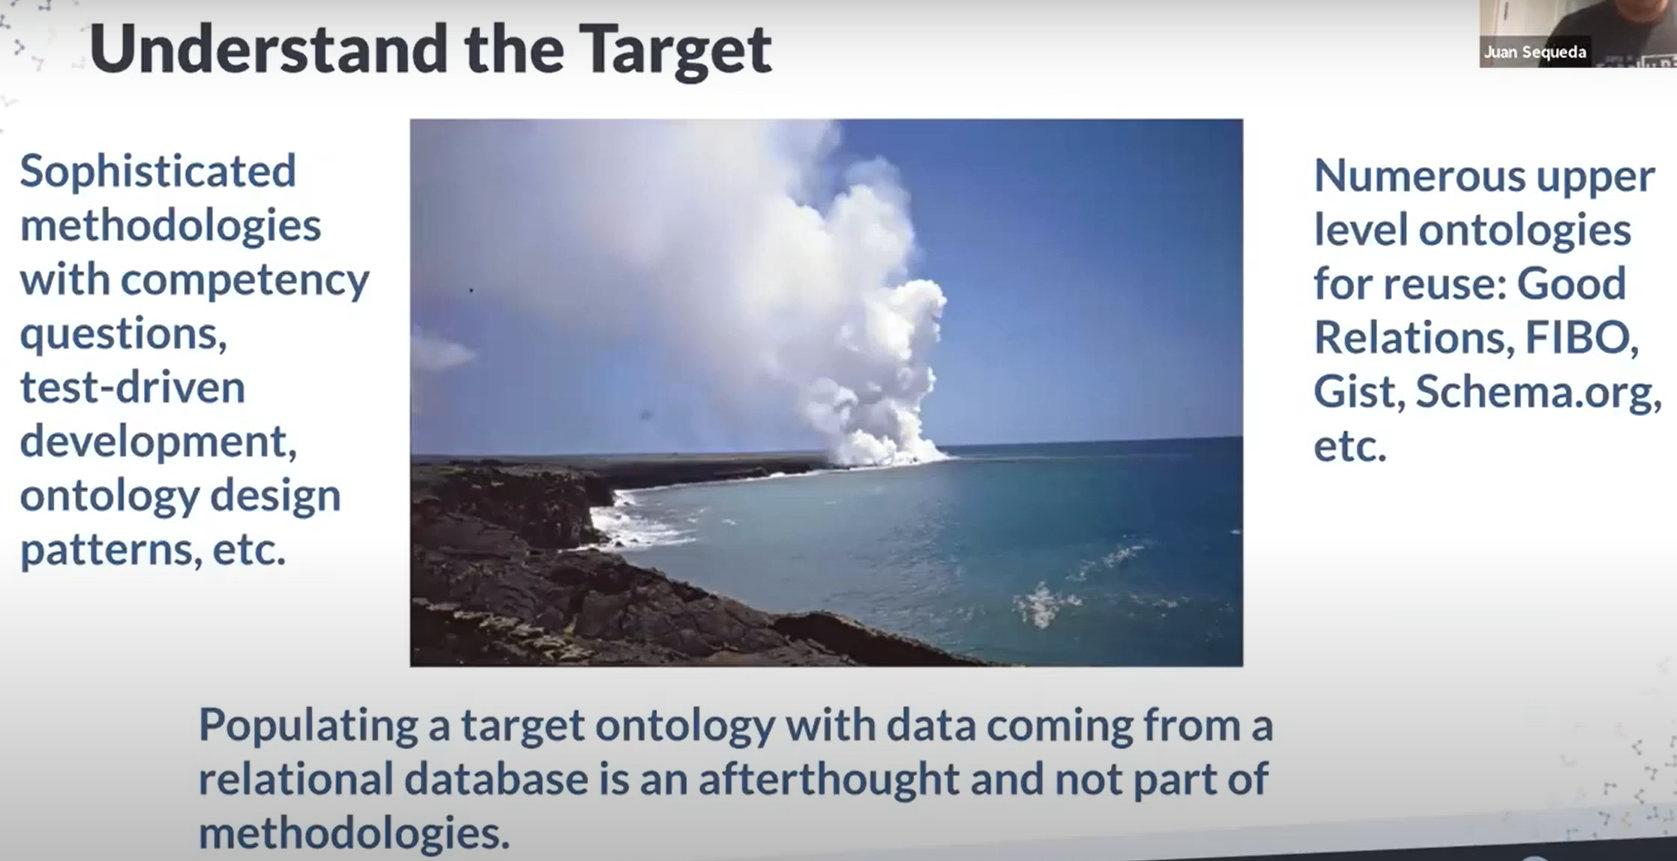 Understand the Target
Juan Sequeda
Sophisticated
methodologies
with competency
questions,
test-driven
development,
ontology design
patterns, etc.
Numerous upper
level ontologies
for reuse: Good
Relations, FIBO,
Gist, Schema.org,
etc.
Populating a target ontology with data coming from a
relational database is an afterthought and not part of
methodologies.